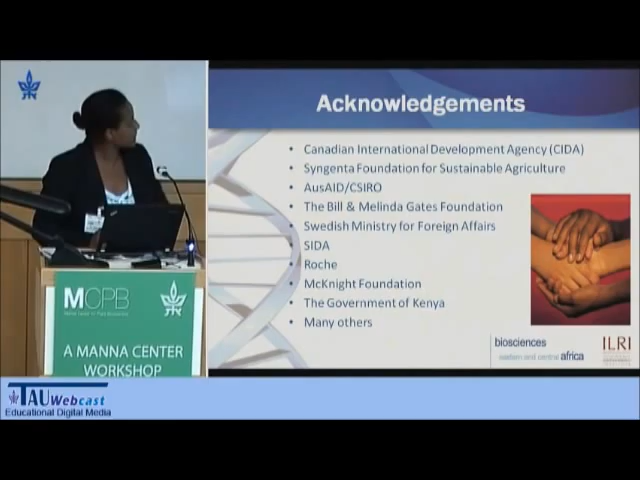 Acknowledgements
• Canadian International Development Agency (CIDA)
• Syngenta Foundation for Sustainable Agriculture
• AusAID/CSIRO
• The Bill & Melinda Gates Foundation
• Swedish Ministry for Foreign Affairs
• SIDA
• Roche
• McKnight Foundation
• The Government of Kenya
• Many others
biosciences
eastern and central africa
ILRI
MCPB
A MANNA CENTER
WORKSHOP
TAUWebcast
Educational Digital Media